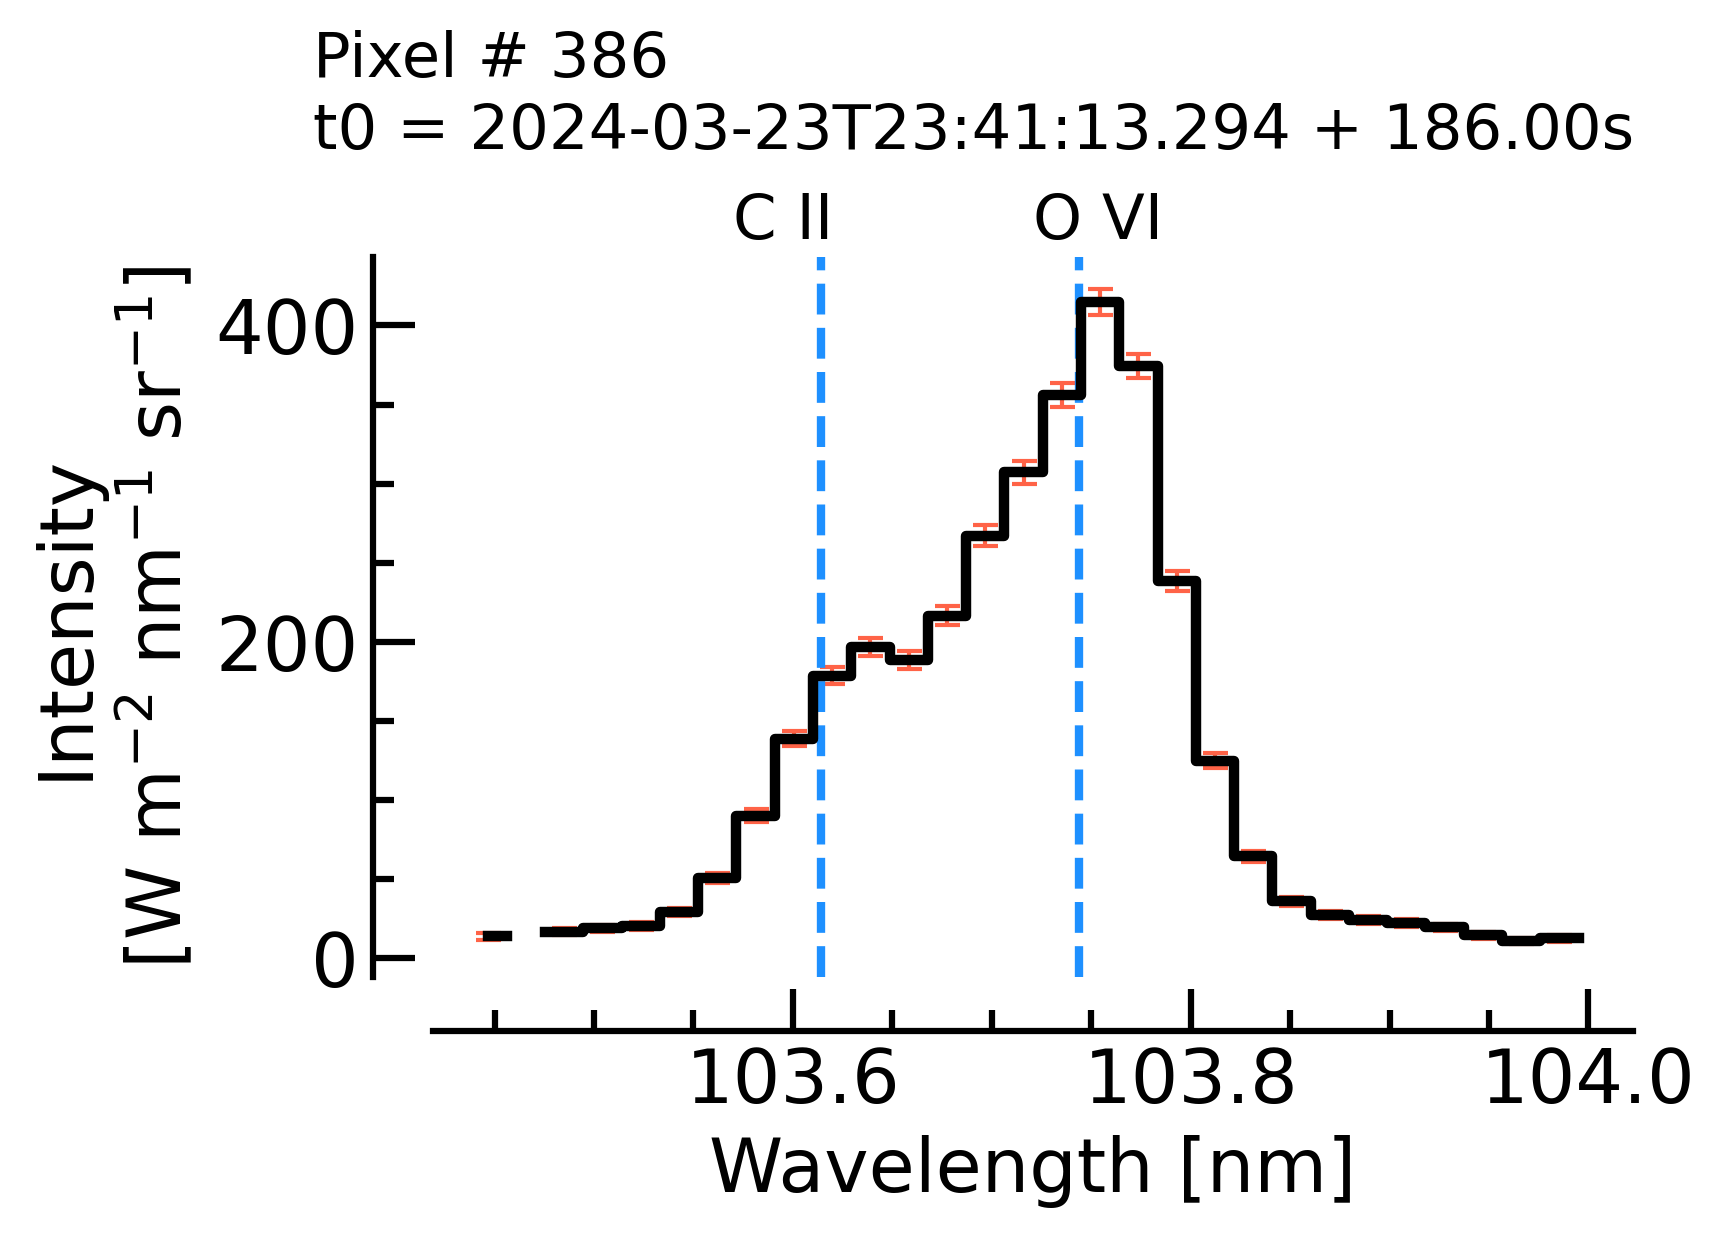 Pixel # 386
t0 = 2024-03-23T23:41:13.294 + 186.00s
C II
O VI
Intensity
[W m⁻² nm⁻¹ sr⁻¹]
400
200
0
103.6
103.8
104.0
Wavelength [nm]